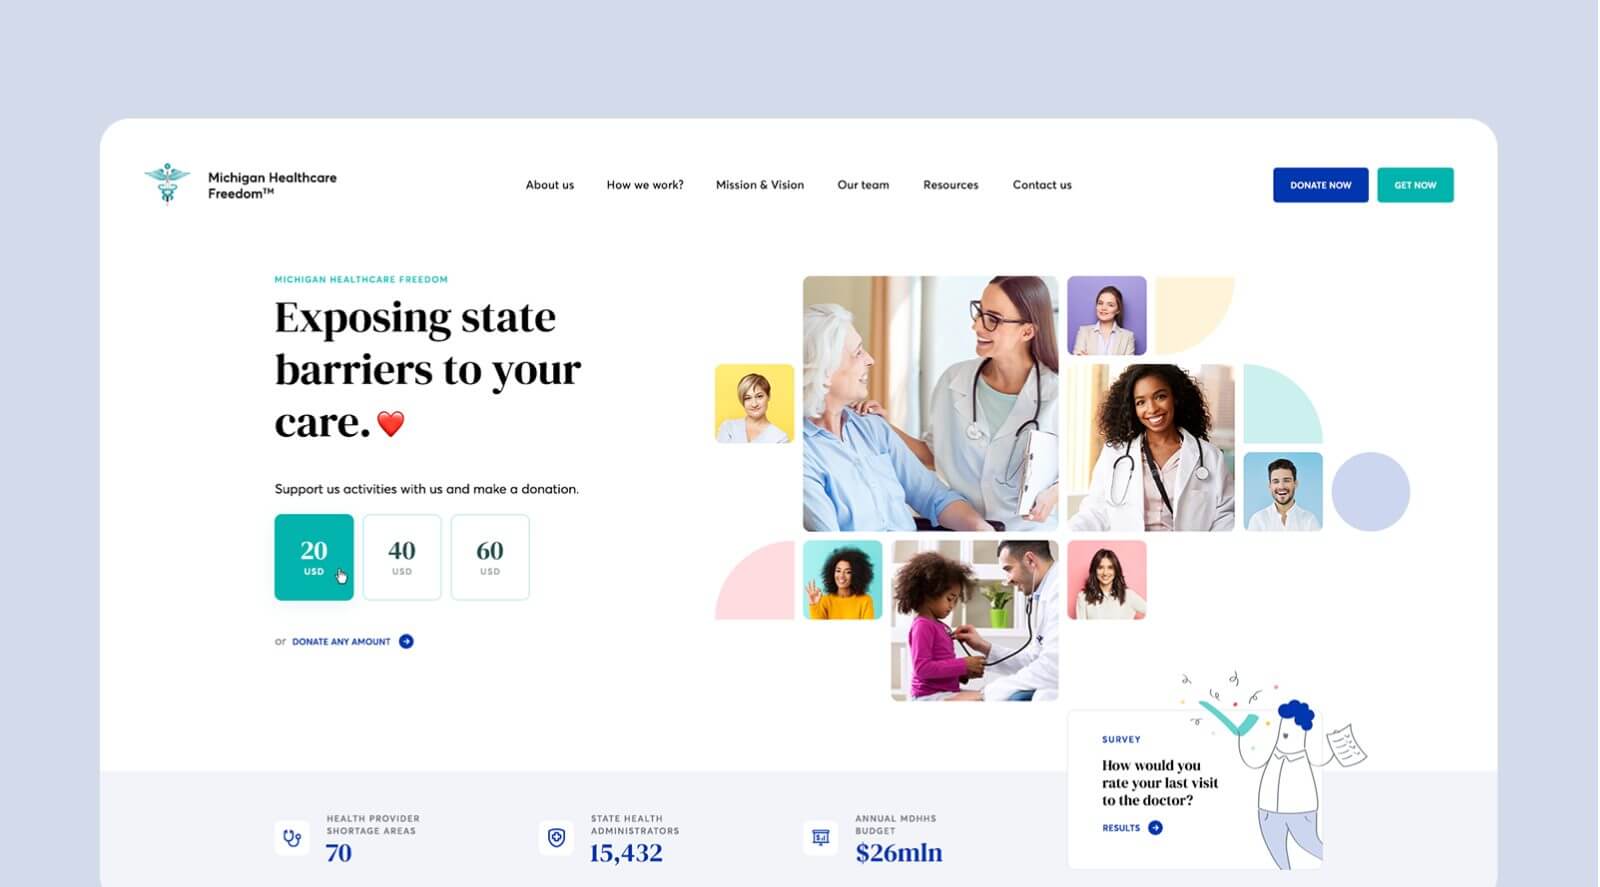 Michigan Healthcare
Freedom™
About us
How we work?
Mission & Vision
Our team
Resources
Contact us
DONATE NOW
GET NOW
MICHIGAN HEALTHCARE FREEDOM
Exposing state
barriers to your
care.❤️
Support us activities with us and make a donation.
20
USD
40
USD
60
USD
or DONATE ANY AMOUNT
SURVEY
How would you
rate your last visit
to the doctor?
RESULTS
HEALTH PROVIDER
SHORTAGE AREAS
70
STATE HEALTH
ADMINISTRATORS
15,432
ANNUAL MDHHS
BUDGET
$26mln